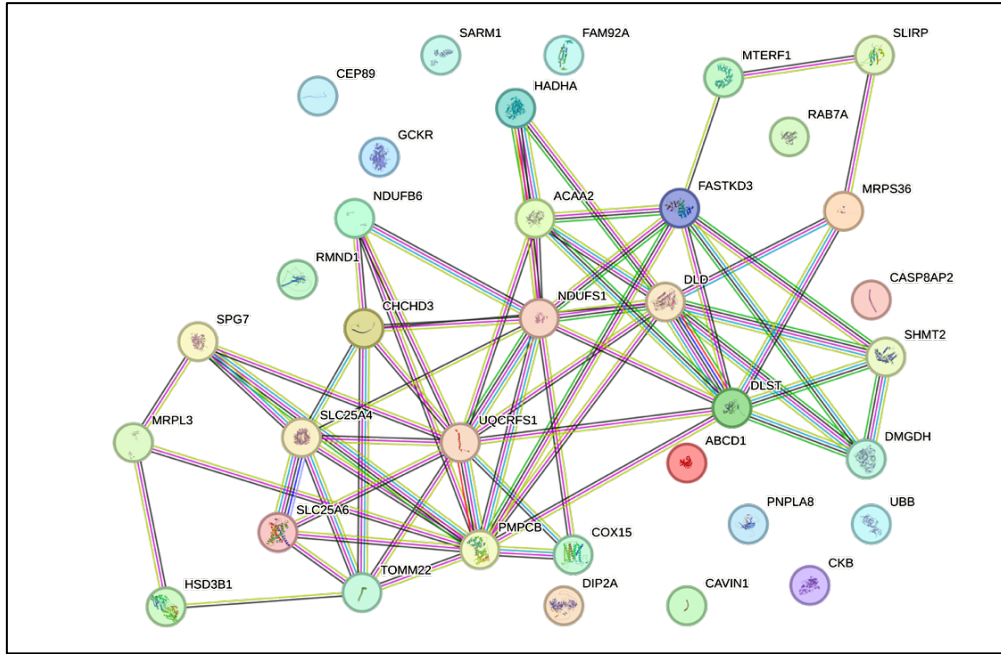 SARM1
FAM92A
SLIRP
MTERF1
CEP89
HADHA
RAB7A
GCKR
NDUFB6
ACAA2
FASTKD3
MRPS36
RMND1
CASP8AP2
DLD
NDUFS1
CHCHD3
SPG7
SHMT2
DLST
SLC25A4
UQCRFS1
MRPL3
DMGDH
ABCD1
PNPLA8
UBB
SLC25A6
PMPCB
COX15
TOMM22
CKB
HSD3B1
DIP2A
CAVIN1